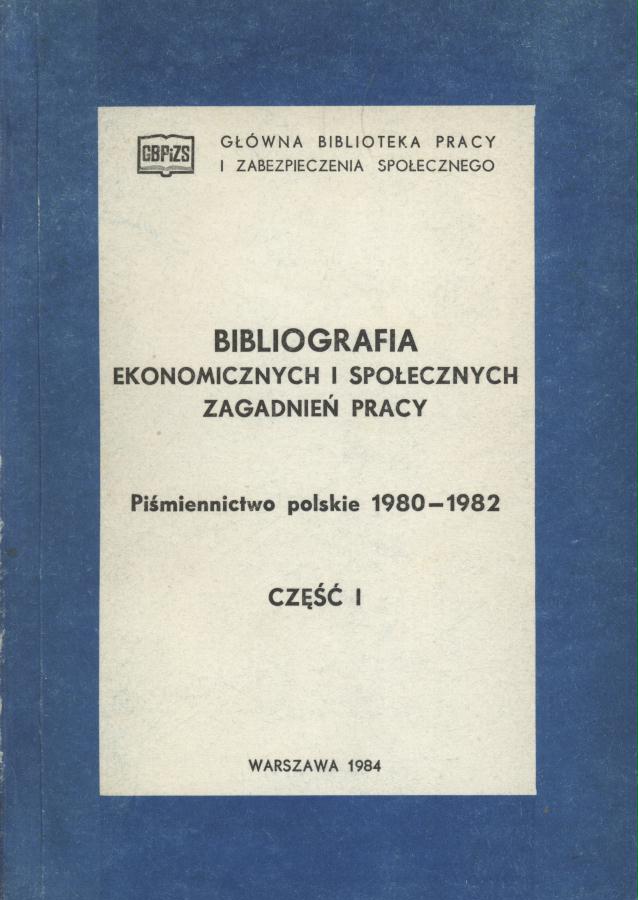 GBPiZS
GŁÓWNA BIBLIOTEKA PRACY
I ZABEZPIECZENIA SPOŁECZNEGO
BIBLIOGRAFIA
EKONOMICZNYCH I SPOŁECZNYCH
ZAGADNIEŃ PRACY
Piśmiennictwo polskie 1980–1982
CZĘŚĆ I
WARSZAWA 1984